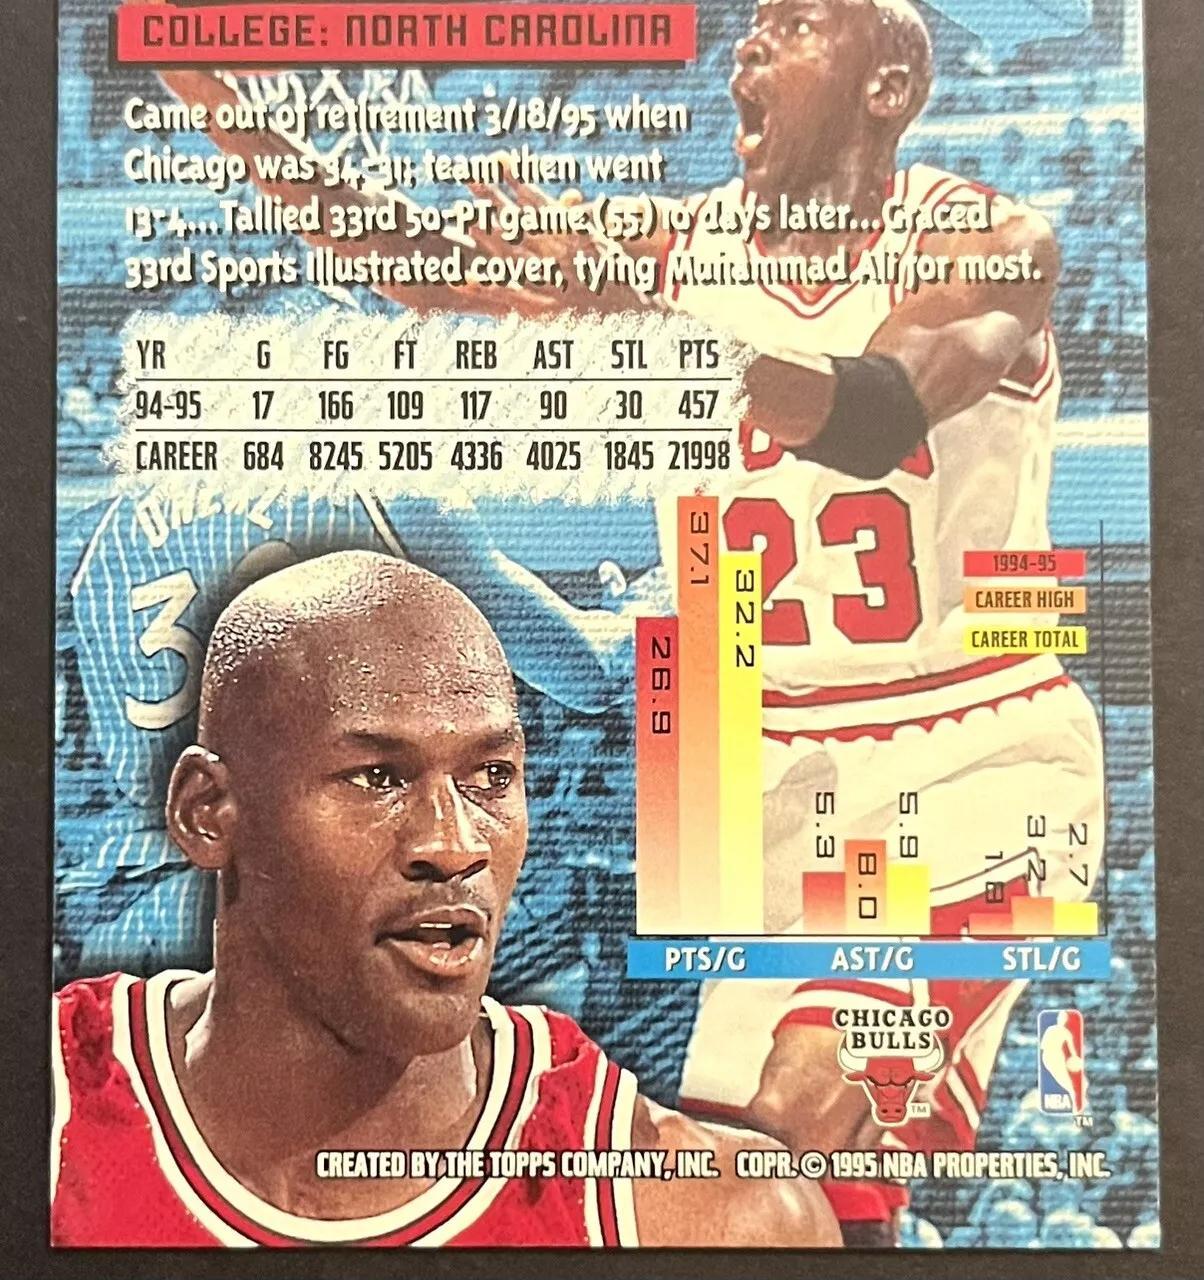 COLLEGE: NORTH CAROLINA
Came out of retirement 3/18/95 when
Chicago was 34-31; team then went
13-4...Tallied 33rd 50-PT game (55) 10 days later...Graced
33rd Sports Illustrated cover, tying Muhammad Ali for most.
YR G FG FT REB AST STL PTS
94-95 17 166 109 117 90 30 457
CAREER 684 8245 5205 4336 4025 1845 21998
23
1994-95
CAREER HIGH
CAREER TOTAL
26.9 37.1 32.2
5.3 8.0 5.9
1.8 3.2 2.7
PTS/G AST/G STL/G
CHICAGO
BULLS
TM
NBA
TM
CREATED BY THE TOPPS COMPANY, INC. COPR. © 1995 NBA PROPERTIES, INC.